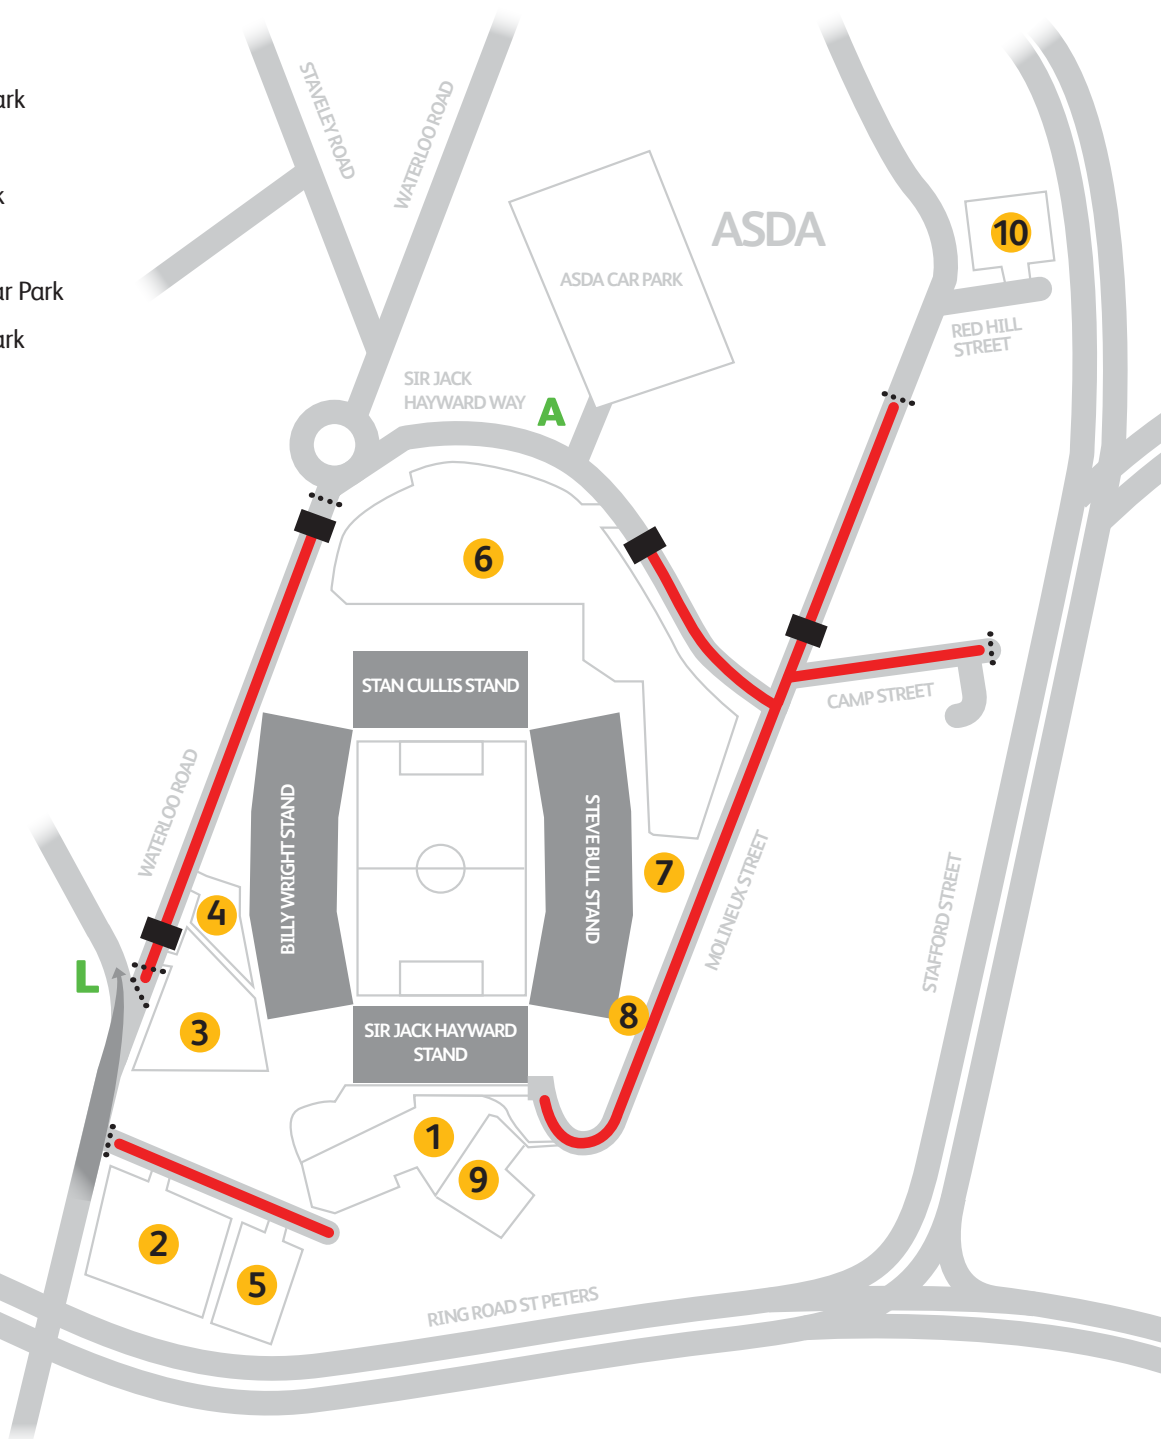 ark
k
ar Park
ark
STAVELEY ROAD
WATERLOO ROAD
ASDA
10
ASDA CAR PARK
RED HILL
STREET
SIR JACK
HAYWARD WAY
A
6
STAN CULLIS STAND
CAMP STREET
WATERLOO ROAD
BILLY WRIGHT STAND
STEVE BULL STAND
7
MOLINEUX STREET
STAFFORD STREET
4
L
3
8
SIR JACK HAYWARD
STAND
1
9
2
5
RING ROAD ST PETERS